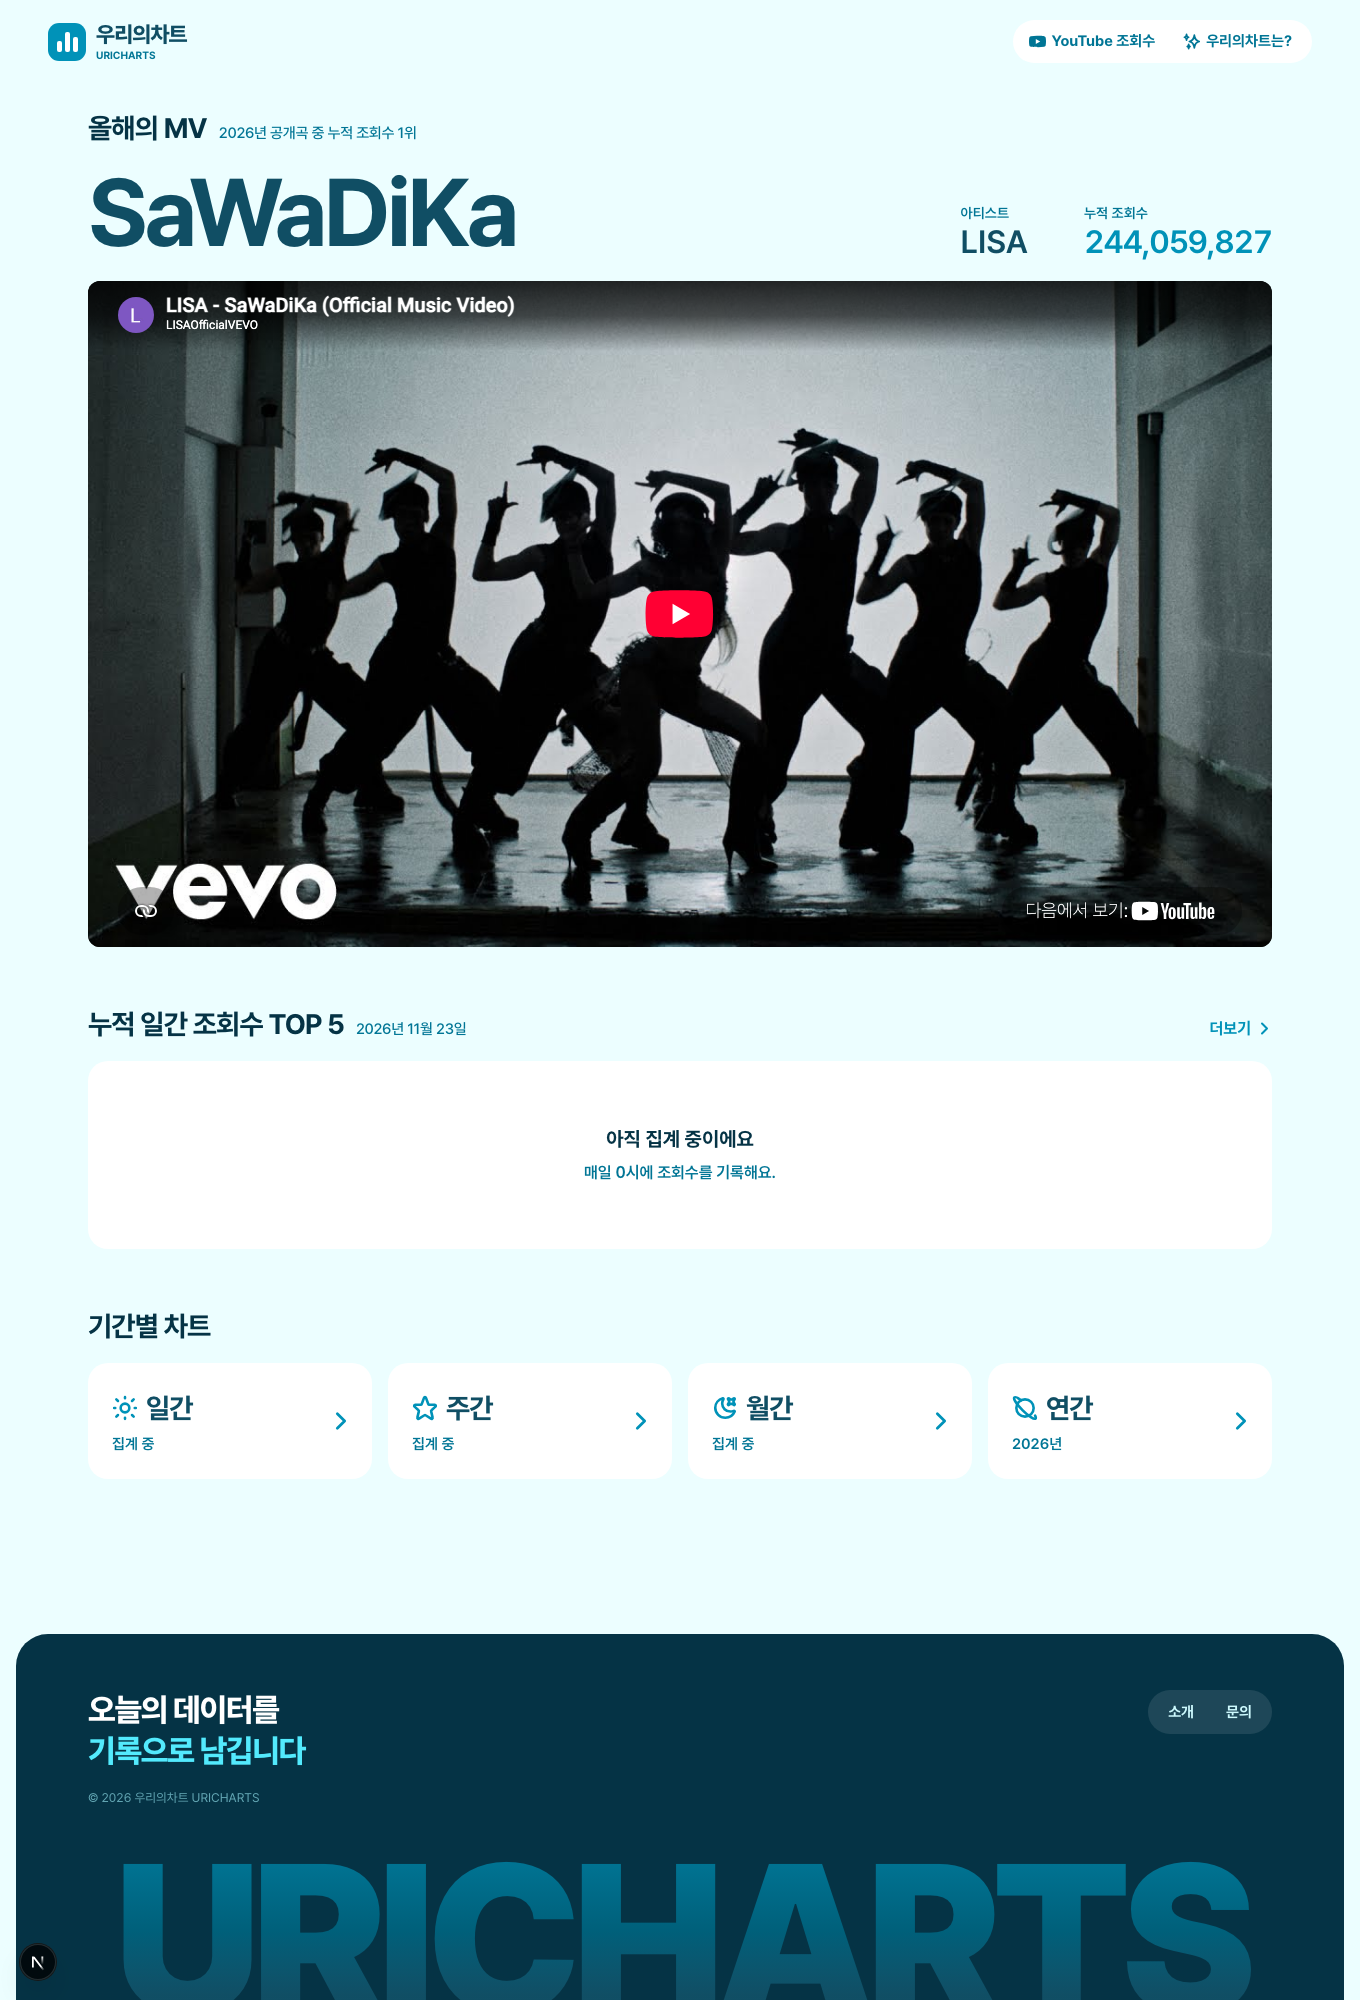 우리의차트
URICHARTS
YouTube 조회수
우리의차트는?
올해의 MV
2026년 공개곡 중 누적 조회수 1위
SaWaDiKa
아티스트
LISA
누적 조회수
244,059,827
L
LISA - SaWaDiKa (Official Music Video)
LISAOfficialVEVO
vevo
다음에서 보기: YouTube
누적 일간 조회수 TOP 5
2026년 11월 23일
더보기
아직 집계 중이에요
매일 0시에 조회수를 기록해요.
기간별 차트
일간
집계 중
주간
집계 중
월간
집계 중
연간
2026년
오늘의 데이터를
기록으로 남깁니다
소개
문의
© 2026 우리의차트 URICHARTS
URICHARTS
N